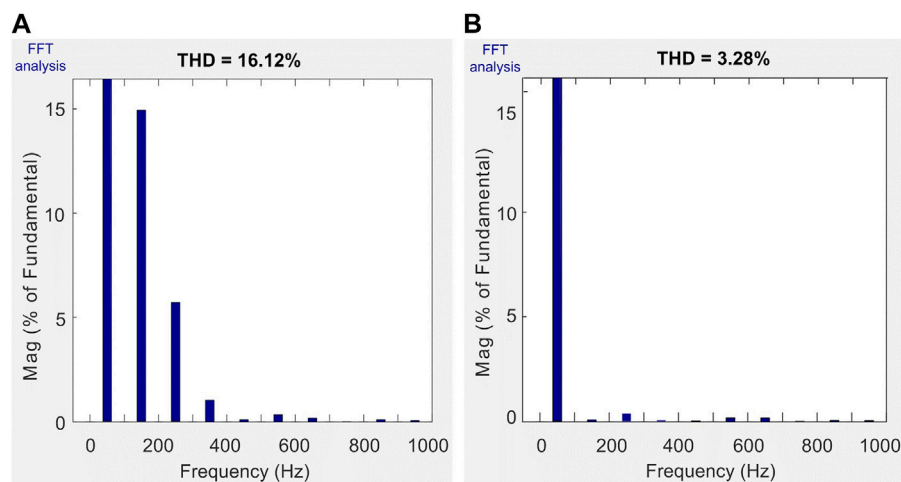 A
FFT
analysis
THD = 16.12%
Mag (% of Fundamental)
15
10
5
0
0 200 400 600 800 1000
Frequency (Hz)
B
FFT
analysis
THD = 3.28%
Mag (% of Fundamental)
15
10
5
0
0 200 400 600 800 1000
Frequency (Hz)